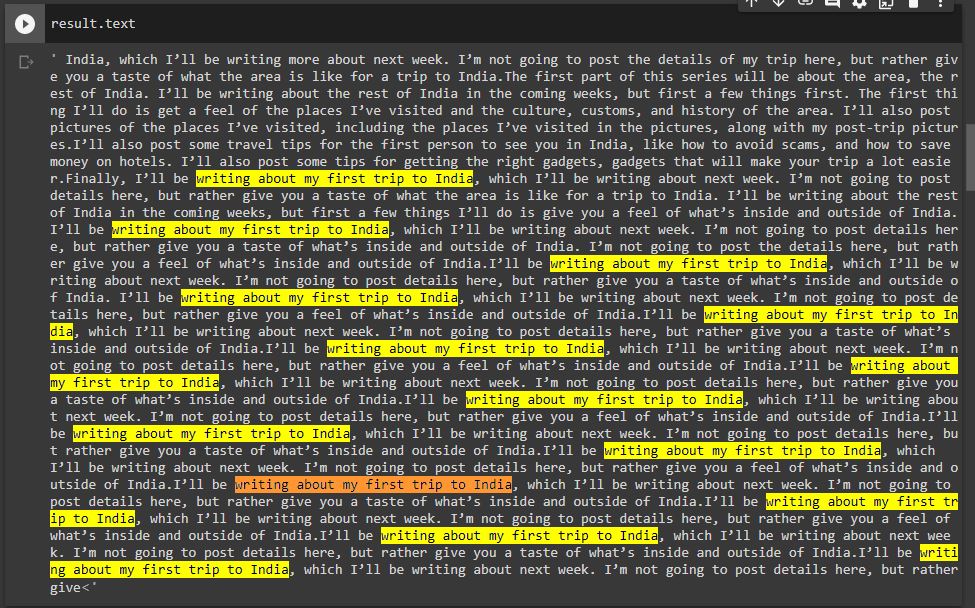 result.text
' India, which I’ll be writing more about next week. I’m not going to post the details of my trip here, but rather giv
e you a taste of what the area is like for a trip to India.The first part of this series will be about the area, the r
est of India. I’ll be writing about the rest of India in the coming weeks, but first a few things first. The first thi
ng I’ll do is get a feel of the places I’ve visited and the culture, customs, and history of the area. I’ll also post
pictures of the places I’ve visited, including the places I’ve visited in the pictures, along with my post-trip pictur
es.I’ll also post some travel tips for the first person to see you in India, like how to avoid scams, and how to save
money on hotels. I’ll also post some tips for getting the right gadgets, gadgets that will make your trip a lot easie
r.Finally, I’ll be writing about my first trip to India, which I’ll be writing about next week. I’m not going to post
details here, but rather give you a taste of what the area is like for a trip to India. I’ll be writing about the rest
of India in the coming weeks, but first a few things I’ll do is give you a feel of what’s inside and outside of India.
I’ll be writing about my first trip to India, which I’ll be writing about next week. I’m not going to post details her
e, but rather give you a taste of what’s inside and outside of India. I’m not going to post the details here, but rath
er give you a feel of what’s inside and outside of India.I’ll be writing about my first trip to India, which I’ll be w
riting about next week. I’m not going to post details here, but rather give you a taste of what’s inside and outside o
f India. I’ll be writing about my first trip to India, which I’ll be writing about next week. I’m not going to post de
tails here, but rather give you a feel of what’s inside and outside of India.I’ll be writing about my first trip to In
dia, which I’ll be writing about next week. I’m not going to post details here, but rather give you a taste of what’s
inside and outside of India.I’ll be writing about my first trip to India, which I’ll be writing about next week. I’m n
ot going to post details here, but rather give you a feel of what’s inside and outside of India.I’ll be writing about
my first trip to India, which I’ll be writing about next week. I’m not going to post details here, but rather give you
a taste of what’s inside and outside of India.I’ll be writing about my first trip to India, which I’ll be writing abou
t next week. I’m not going to post details here, but rather give you a feel of what’s inside and outside of India.I’ll
be writing about my first trip to India, which I’ll be writing about next week. I’m not going to post details here, bu
t rather give you a taste of what’s inside and outside of India.I’ll be writing about my first trip to India, which
I’ll be writing about next week. I’m not going to post details here, but rather give you a feel of what’s inside and o
utside of India.I’ll be writing about my first trip to India, which I’ll be writing about next week. I’m not going to
post details here, but rather give you a taste of what’s inside and outside of India.I’ll be writing about my first tr
ip to India, which I’ll be writing about next week. I’m not going to post details here, but rather give you a feel of
what’s inside and outside of India.I’ll be writing about my first trip to India, which I’ll be writing about next wee
k. I’m not going to post details here, but rather give you a taste of what’s inside and outside of India.I’ll be writi
ng about my first trip to India, which I’ll be writing about next week. I’m not going to post details here, but rather
give<'